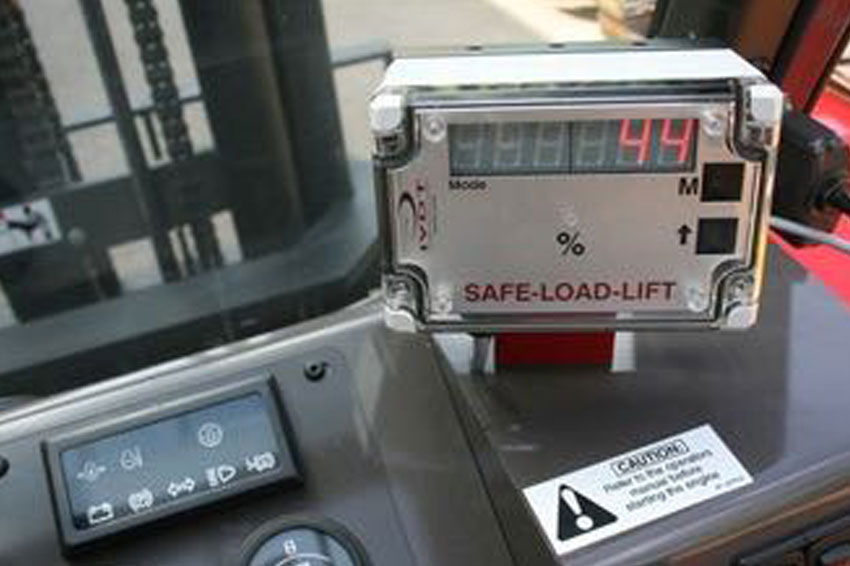 44
Mode
M
%
SAFE-LOAD-LIFT
CAUTION:
Refer to the operators
manual before
starting the engine